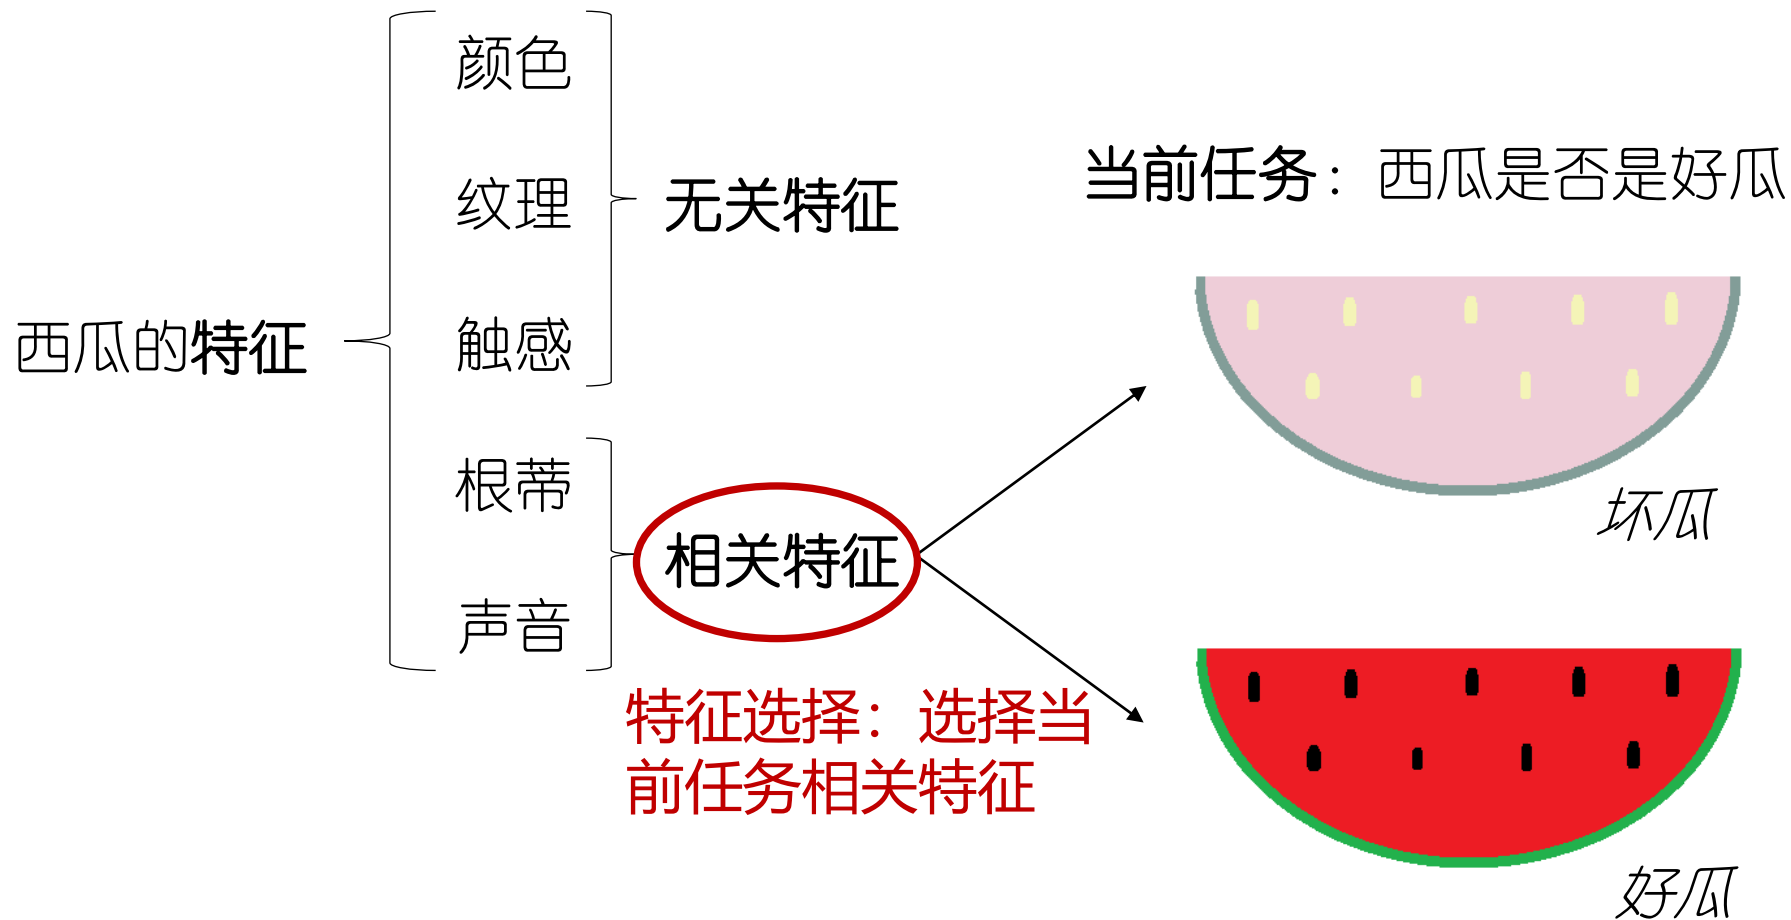 西瓜的特征
颜色
纹理
触感
根蒂
声音
无关特征
相关特征
特征选择：选择当
前任务相关特征
当前任务：西瓜是否是好瓜
坏瓜
好瓜